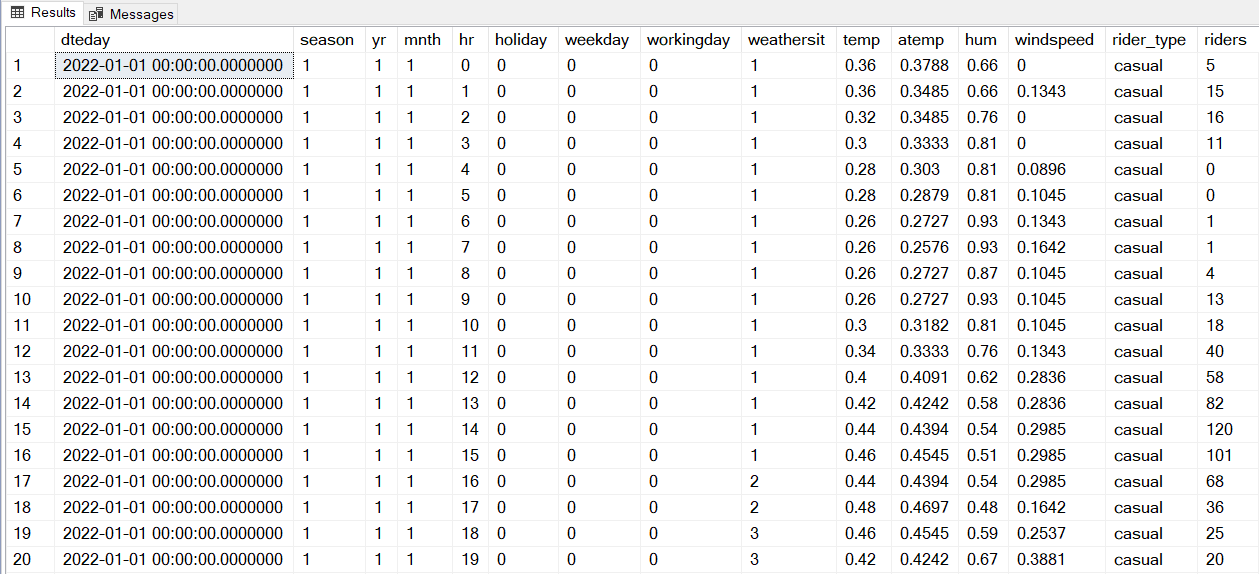 Results Messages
dteday season yr mnth hr holiday weekday workingday weathersit temp atemp hum windspeed rider_type riders
1 2022-01-01 00:00:00.0000000 1 1 1 0 0 0 0 1 0.36 0.3788 0.66 0 casual 5
2 2022-01-01 00:00:00.0000000 1 1 1 1 0 0 0 1 0.36 0.3485 0.66 0.1343 casual 15
3 2022-01-01 00:00:00.0000000 1 1 1 2 0 0 0 1 0.32 0.3485 0.76 0 casual 16
4 2022-01-01 00:00:00.0000000 1 1 1 3 0 0 0 1 0.3 0.3333 0.81 0 casual 11
5 2022-01-01 00:00:00.0000000 1 1 1 4 0 0 0 1 0.28 0.303 0.81 0.0896 casual 0
6 2022-01-01 00:00:00.0000000 1 1 1 5 0 0 0 1 0.28 0.2879 0.81 0.1045 casual 0
7 2022-01-01 00:00:00.0000000 1 1 1 6 0 0 0 1 0.26 0.2727 0.93 0.1343 casual 1
8 2022-01-01 00:00:00.0000000 1 1 1 7 0 0 0 1 0.26 0.2576 0.93 0.1642 casual 1
9 2022-01-01 00:00:00.0000000 1 1 1 8 0 0 0 1 0.26 0.2727 0.87 0.1045 casual 4
10 2022-01-01 00:00:00.0000000 1 1 1 9 0 0 0 1 0.26 0.2727 0.93 0.1045 casual 13
11 2022-01-01 00:00:00.0000000 1 1 1 10 0 0 0 1 0.3 0.3182 0.81 0.1045 casual 18
12 2022-01-01 00:00:00.0000000 1 1 1 11 0 0 0 1 0.34 0.3333 0.76 0.1343 casual 40
13 2022-01-01 00:00:00.0000000 1 1 1 12 0 0 0 1 0.4 0.4091 0.62 0.2836 casual 58
14 2022-01-01 00:00:00.0000000 1 1 1 13 0 0 0 1 0.42 0.4242 0.58 0.2836 casual 82
15 2022-01-01 00:00:00.0000000 1 1 1 14 0 0 0 1 0.44 0.4394 0.54 0.2985 casual 120
16 2022-01-01 00:00:00.0000000 1 1 1 15 0 0 0 1 0.46 0.4545 0.51 0.2985 casual 101
17 2022-01-01 00:00:00.0000000 1 1 1 16 0 0 0 2 0.44 0.4394 0.54 0.2985 casual 68
18 2022-01-01 00:00:00.0000000 1 1 1 17 0 0 0 2 0.48 0.4697 0.48 0.1642 casual 36
19 2022-01-01 00:00:00.0000000 1 1 1 18 0 0 0 3 0.46 0.4545 0.59 0.2537 casual 25
20 2022-01-01 00:00:00.0000000 1 1 1 19 0 0 0 3 0.42 0.4242 0.67 0.3881 casual 20